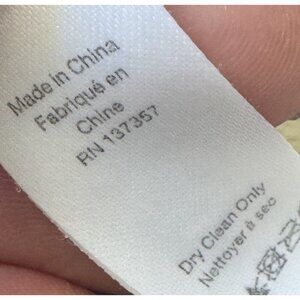 Made in China
Fabriqué en
Chine
RN 137357
Dry Clean Only
Nettoyer à sec